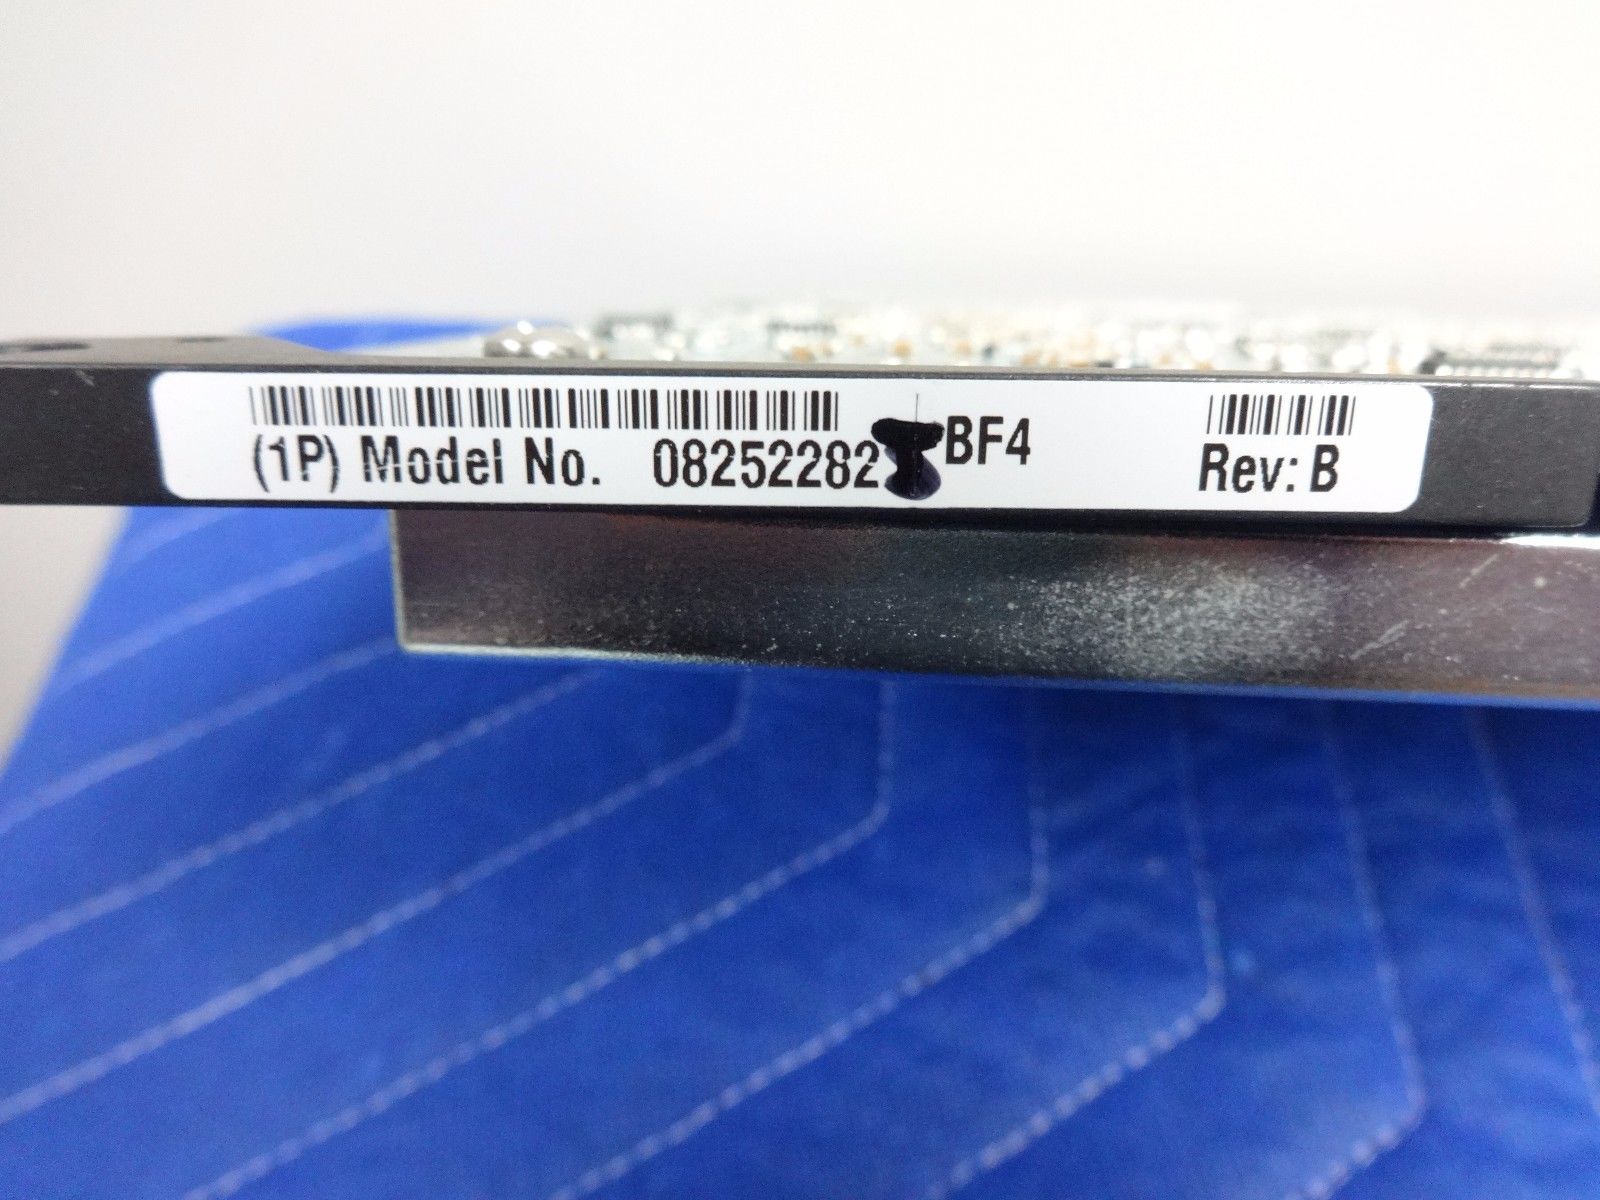 (1P) Model No. 08252282 BF4
Rev: B